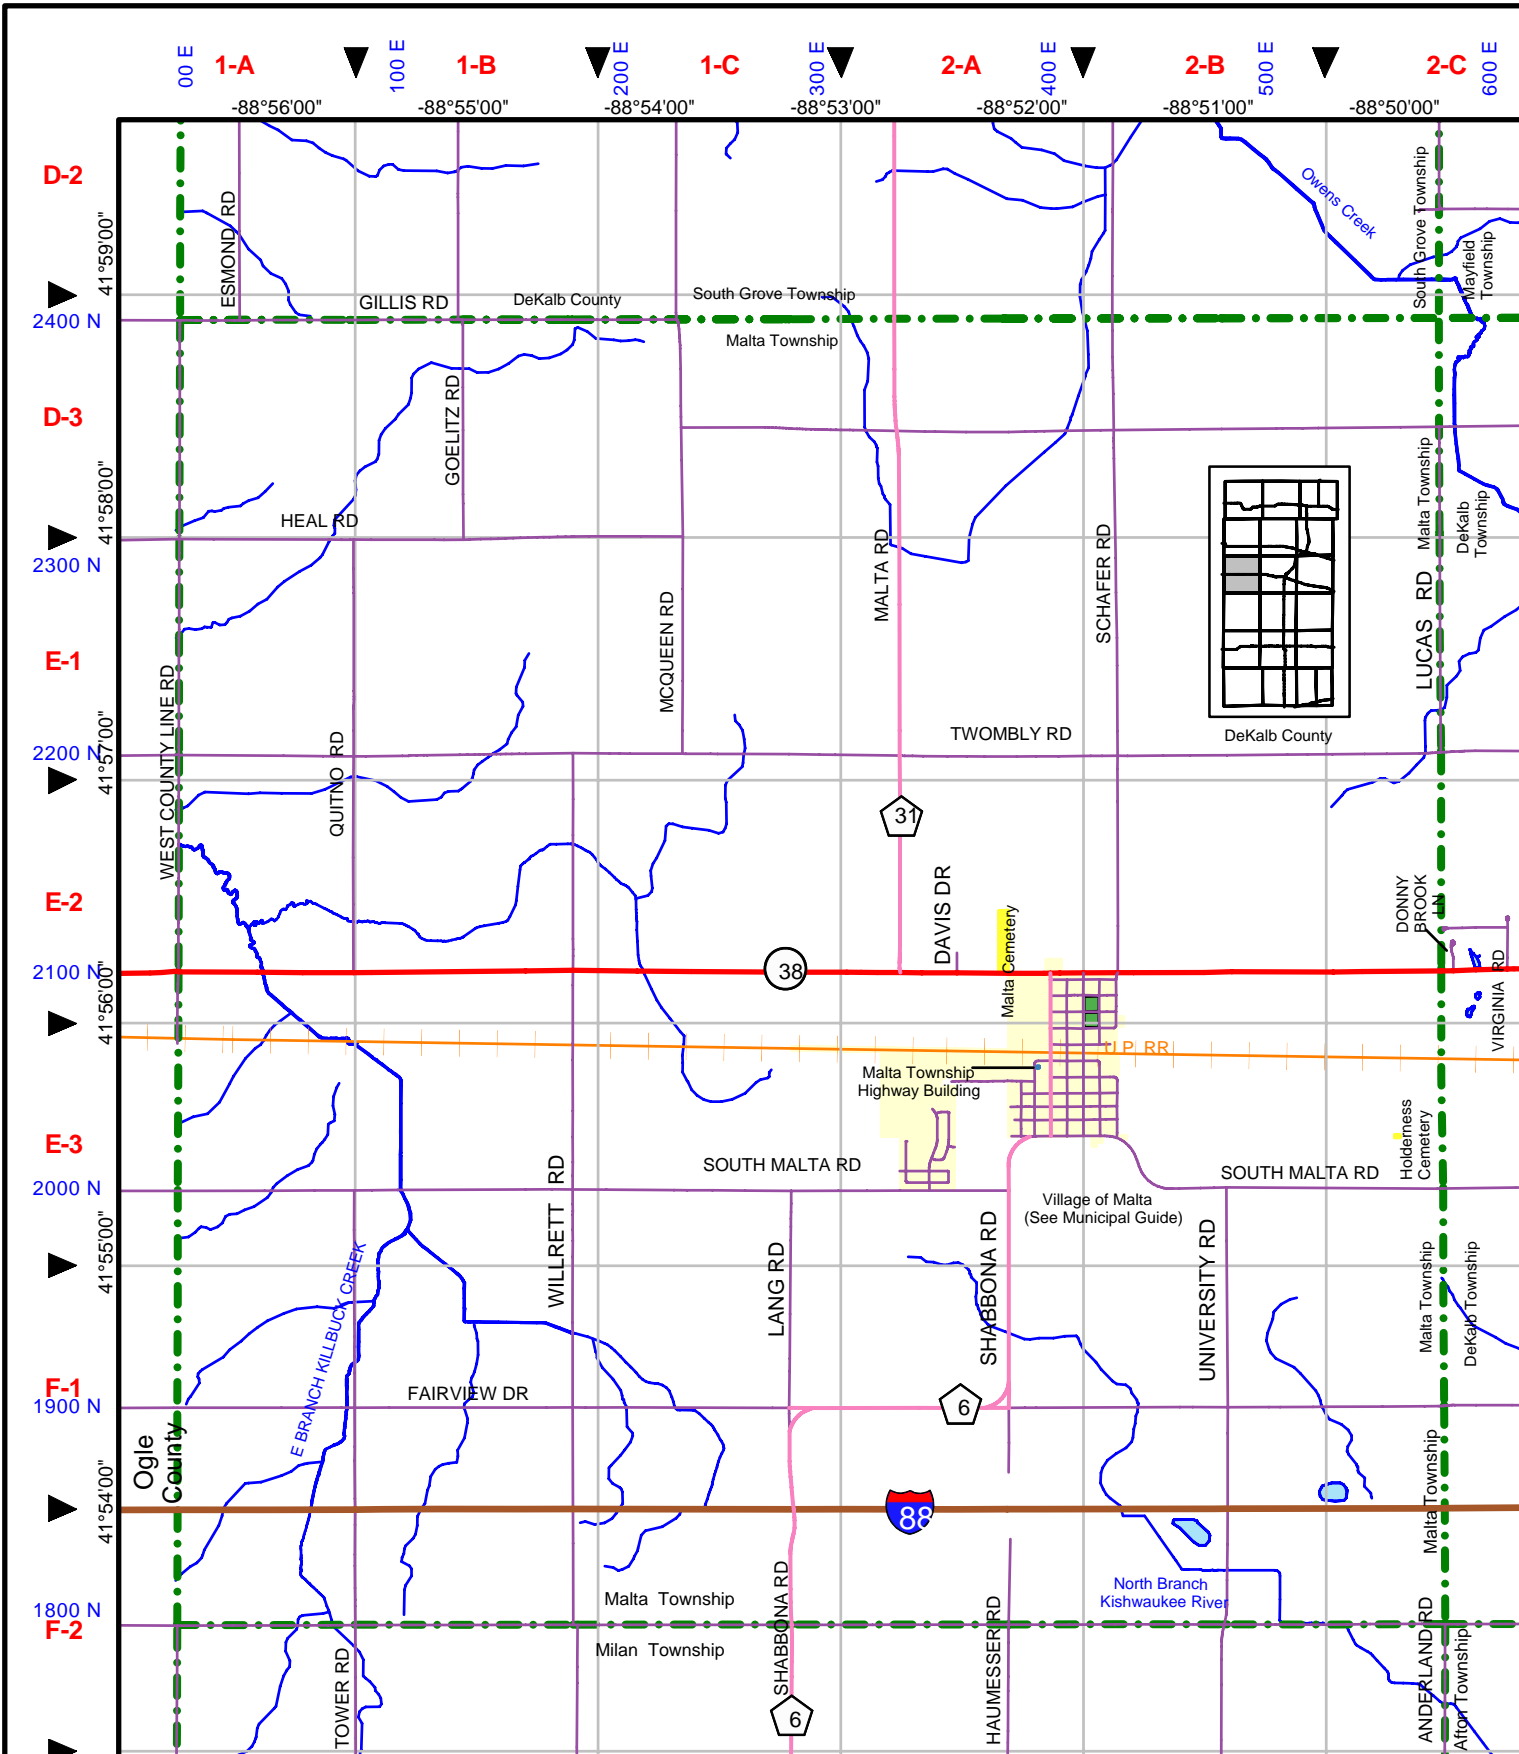 00 E
1-A
100 E
1-B
200 E
1-C
300 E
2-A
400 E
2-B
500 E
2-C
600 E
-88°56'00"
-88°55'00"
-88°54'00"
-88°53'00"
-88°52'00"
-88°51'00"
-88°50'00"
D-2
41°59'00"
2400 N
D-3
41°58'00"
2300 N
E-1
41°57'00"
2200 N
E-2
2100 N
41°56'00"
E-3
2000 N
41°55'00"
F-1
1900 N
41°54'00"
1800 N
F-2
ESMOND RD
GILLIS RD
DeKalb County
South Grove Township
Malta Township
Owens Creek
South Grove Township
Mayfield
Township
GOELITZ RD
HEAL RD
MCQUEEN RD
MALTA RD
SCHAFER RD
Malta Township
DeKalb
Township
LUCAS RD
WEST COUNTY LINE RD
QUITNO RD
TWOMBLY RD
DeKalb County
31
DAVIS DR
Malta Cemetery
DONNY
BROOK
LN
VIRGINIA RD
38
U P RR
Malta Township
Highway Building
Holderness
Cemetery
SOUTH MALTA RD
SOUTH MALTA RD
Village of Malta
(See Municipal Guide)
WILLRETT RD
LANG RD
SHABBONA RD
UNIVERSITY RD
Malta Township
DeKalb Township
E BRANCH KILLBUCK CREEK
FAIRVIEW DR
6
Ogle
County
88
Malta Township
North Branch
Kishwaukee River
Malta Township
Milan Township
SHABBONA RD
HAUMESSER RD
ANDERLAND RD
Afton Township
TOWER RD
6